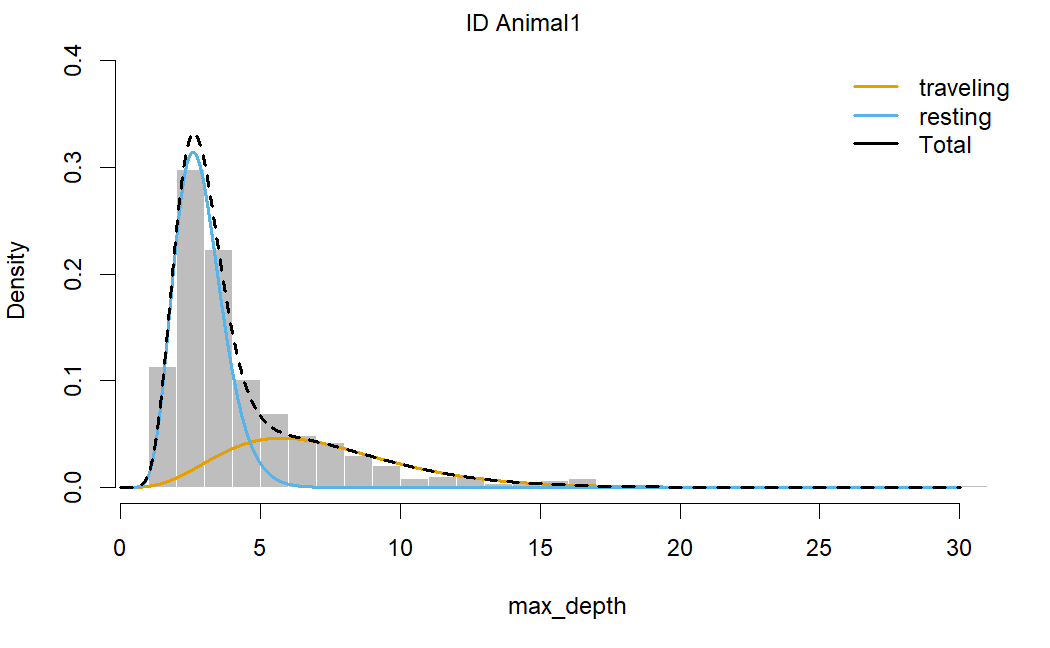 ID Animal1
traveling
resting
Total
Density
0.4
0.3
0.2
0.1
0.0
0 5 10 15 20 25 30
max_depth